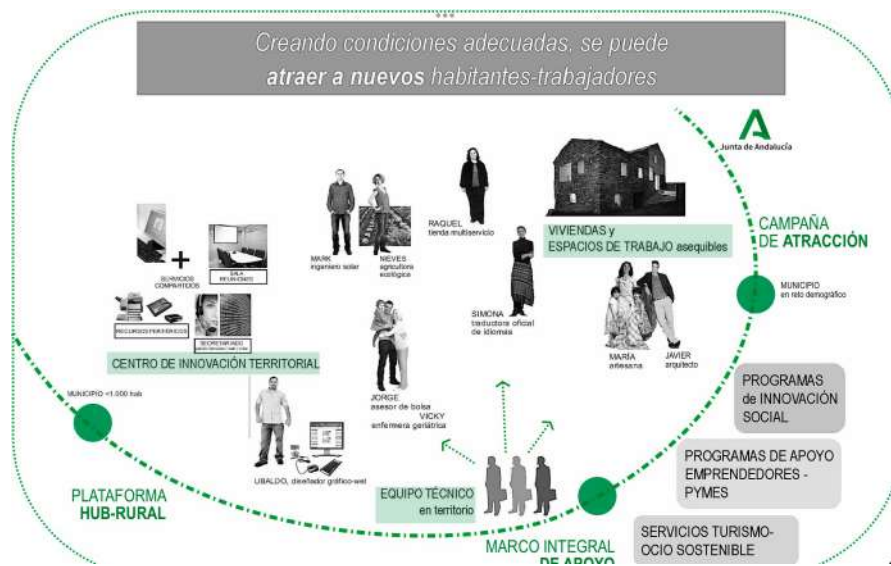 Creando condiciones adecuadas, se puede
atraer a nuevos habitantes-trabajadores
Junta de Andalucía
CAMPAÑA
DE ATRACCIÓN
MUNICIPIO
en reto demográfico
VIVIENDAS y
ESPACIOS DE TRABAJO asequibles
RAQUEL
tienda multiservicio
MARK
ingeniero solar
NIEVES
agricultora
ecológica
SERVICIOS
COMPARTIDOS
SALA
REUNIONES
RECURSOS PERIFÉRICOS
SECRETARIADO
CENTRO DE INNOVACIÓN TERRITORIAL
SIMONA
traductora oficial
de idiomas
MARÍA
artesana
JAVIER
arquitecto
JORGE
asesor de bolsa
VICKY
enfermera geriátrica
MUNICIPIO <1.000 hab
PLATAFORMA
HUB-RURAL
UBALDO, diseñador gráfico-wel
EQUIPO TÉCNICO
en territorio
MARCO INTEGRAL
DE APOYO
PROGRAMAS
de INNOVACIÓN
SOCIAL
PROGRAMAS DE APOYO
EMPRENDEDORES -
PYMES
SERVICIOS TURISMO-
OCIO SOSTENIBLE